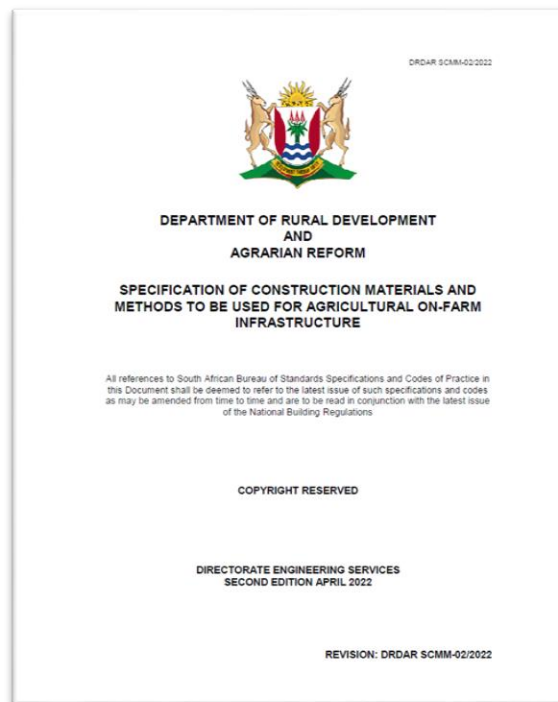 DRDAR SCMM-02/2022
DEPARTMENT OF RURAL DEVELOPMENT
AND
AGRARIAN REFORM
SPECIFICATION OF CONSTRUCTION MATERIALS AND
METHODS TO BE USED FOR AGRICULTURAL ON-FARM
INFRASTRUCTURE
All references to South African Bureau of Standards Specifications and Codes of Practice in
this Document shall be deemed to refer to the latest issue of such specifications and codes
as may be amended from time to time and are to be read in conjunction with the latest issue
of the National Building Regulations
COPYRIGHT RESERVED
DIRECTORATE ENGINEERING SERVICES
SECOND EDITION APRIL 2022
REVISION: DRDAR SCMM-02/2022